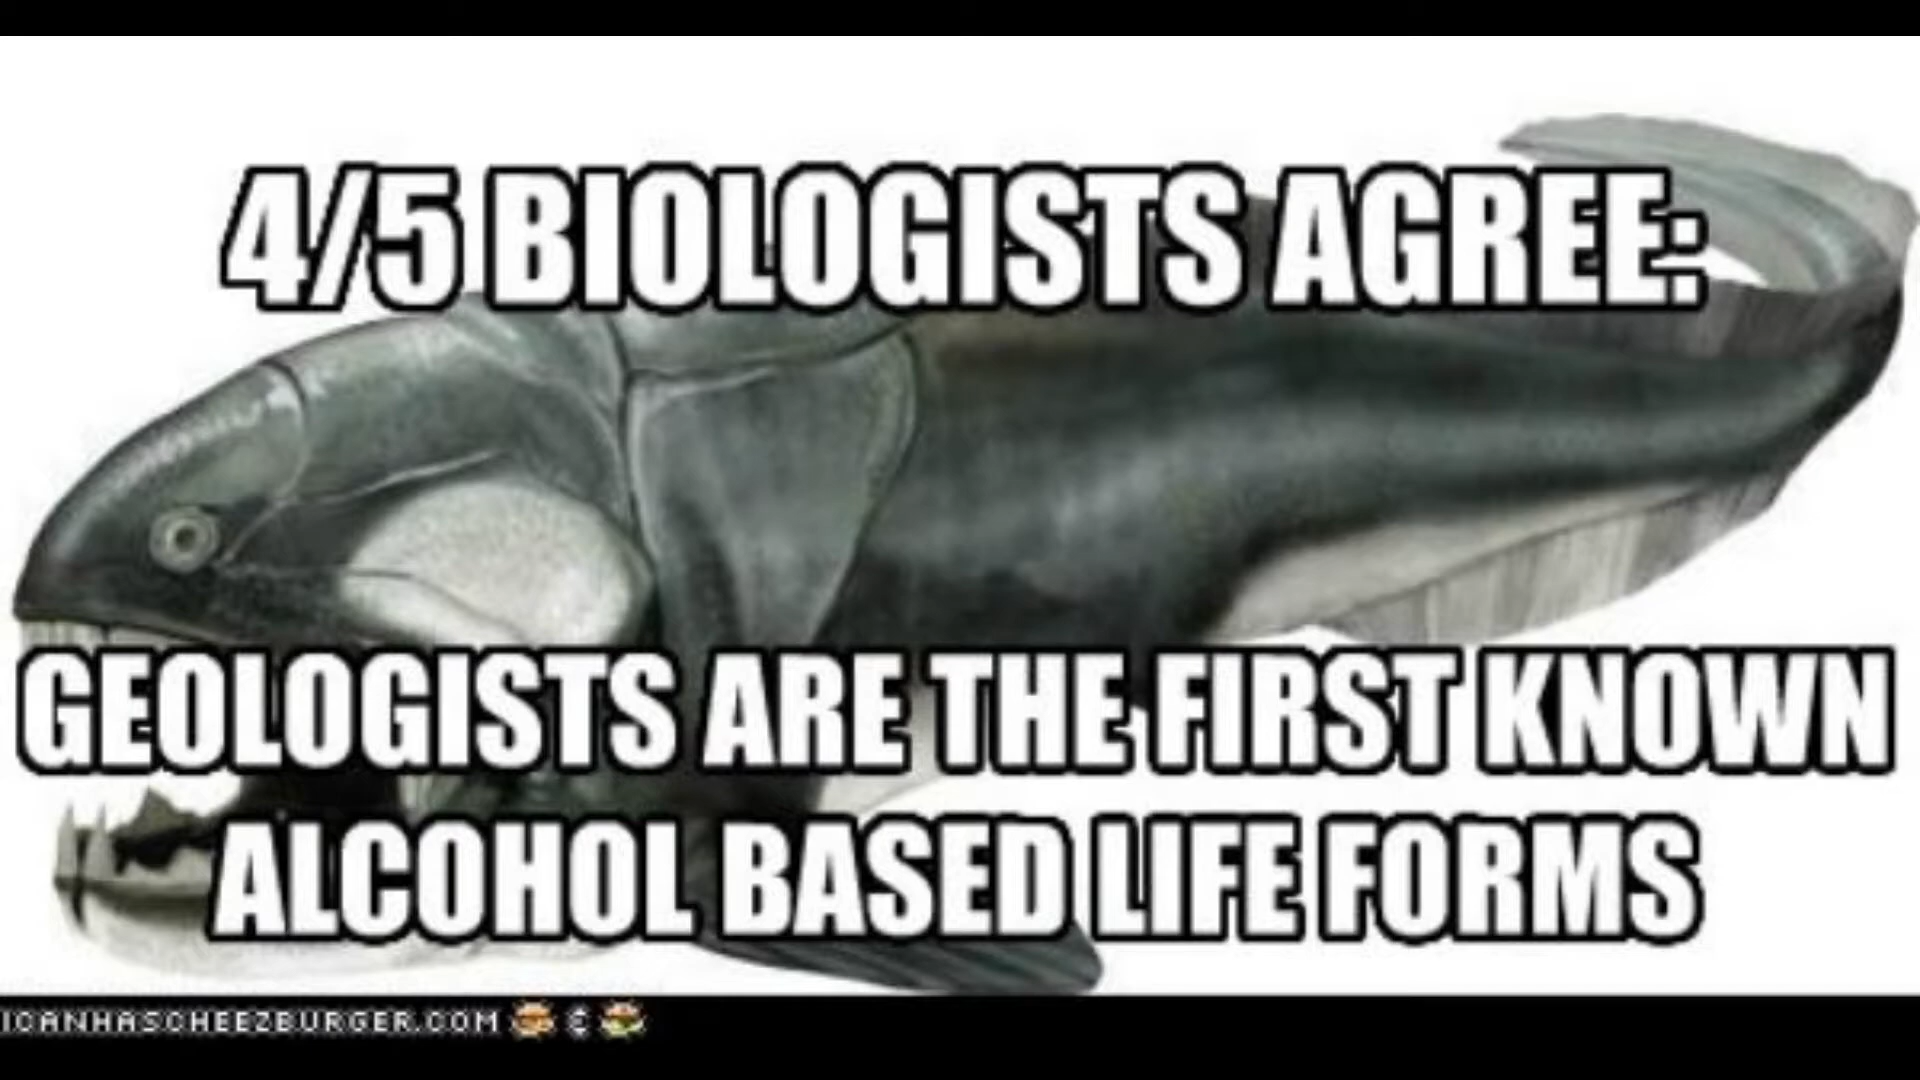 4/5 BIOLOGISTS AGREE:
GEOLOGISTS ARE THE FIRST KNOWN
ALCOHOL BASED LIFE FORMS
ICANHASCHEEZBURGER.COM